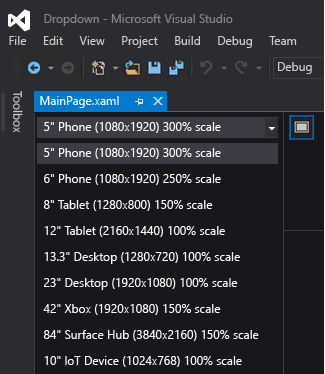 Dropdown - Microsoft Visual Studio
File Edit View Project Build Debug Team
Debug
Toolbox
MainPage.xaml
5" Phone (1080x1920) 300% scale
5" Phone (1080x1920) 300% scale
6" Phone (1080x1920) 250% scale
8" Tablet (1280x800) 150% scale
12" Tablet (2160x1440) 100% scale
13.3" Desktop (1280x720) 100% scale
23" Desktop (1920x1080) 100% scale
42" Xbox (1920x1080) 150% scale
84" Surface Hub (3840x2160) 150% scale
10" IoT Device (1024x768) 100% scale